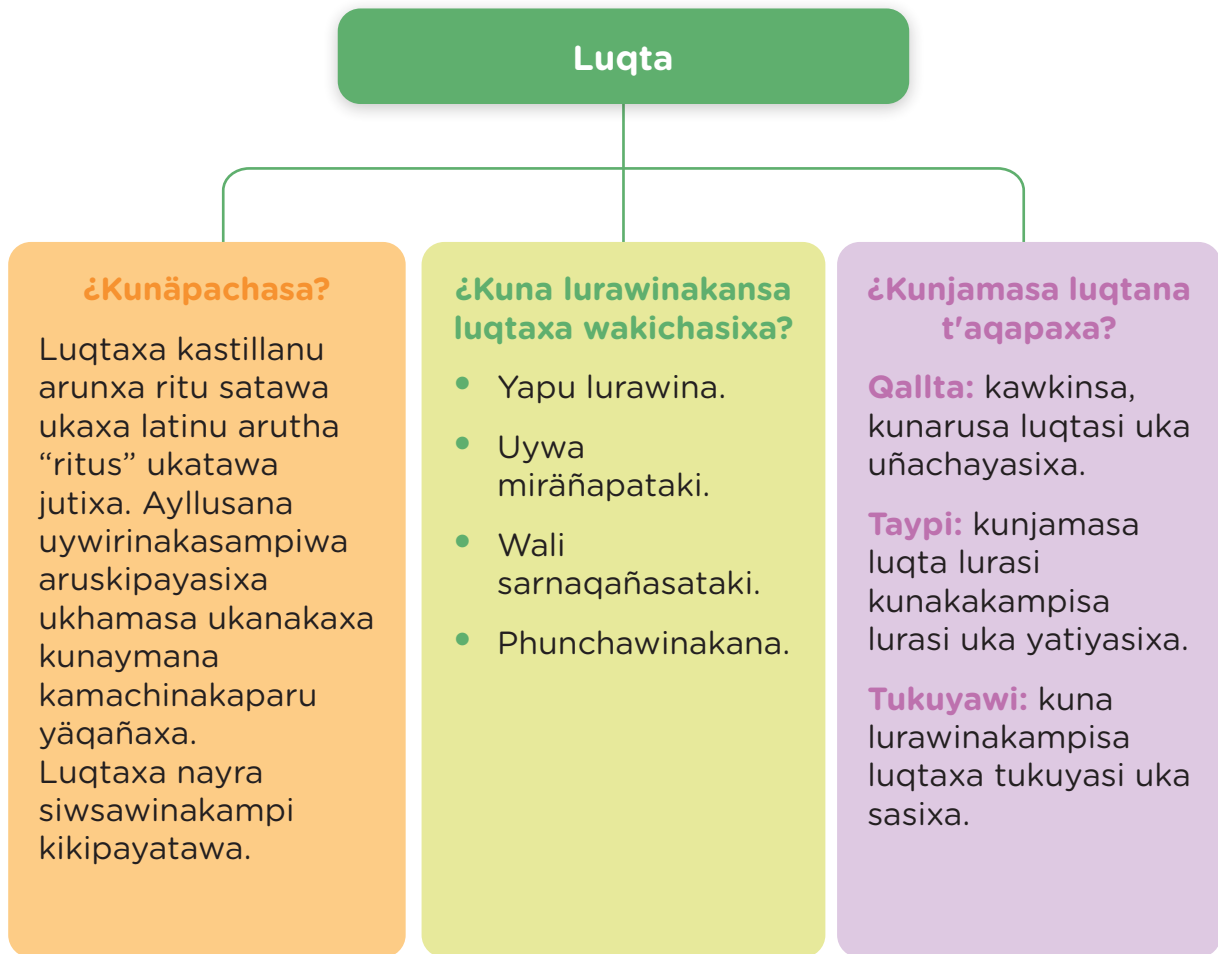 Luqta
¿Kunäpachasa?
Luqtaxa kastillanu
arunxa ritu satawa
ukaxa latinu arutha
“ritus” ukatawa
jutixa. Ayllusana
uywirinakasampiwa
aruskipayasixa
ukhamasa ukanakaxa
kunaymana
kamachinakaparu
yäqañaxa.
Luqtaxa nayra
siwsawinakampi
kikipayatawa.
¿Kuna lurawinakansa
luqtaxa wakichasixa?
• Yapu lurawina.
• Uywa
miräñapataki.
• Wali
sarnaqañasataki.
• Phunchawinakana.
¿Kunjamasa luqtana
t'aqapaxa?
Qallta: kawkinsa,
kunarusa luqtasi uka
uñachayasixa.
Taypi: kunjamasa
luqta lurasi
kunakakampisa
lurasi uka yatiyasixa.
Tukuyawi: kuna
lurawinakampisa
luqtaxa tukuyasi uka
sasixa.